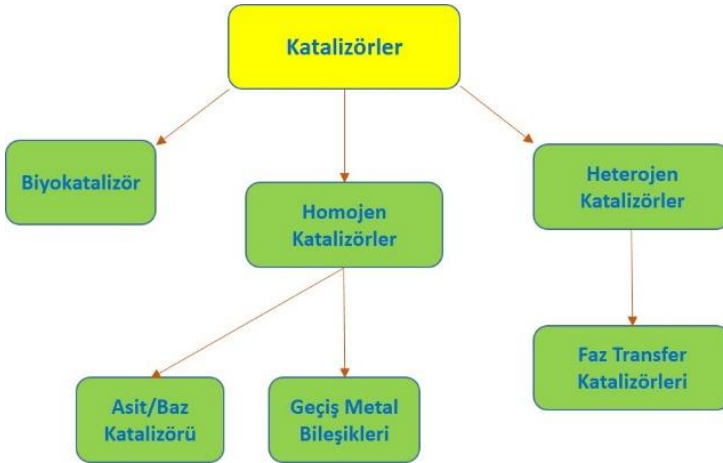 Katalizörler
Biyokatalizör
Homojen
Katalizörler
Heterojen
Katalizörler
Asit/Baz
Katalizörü
Geçiş Metal
Bileşikleri
Faz Transfer
Katalizörleri